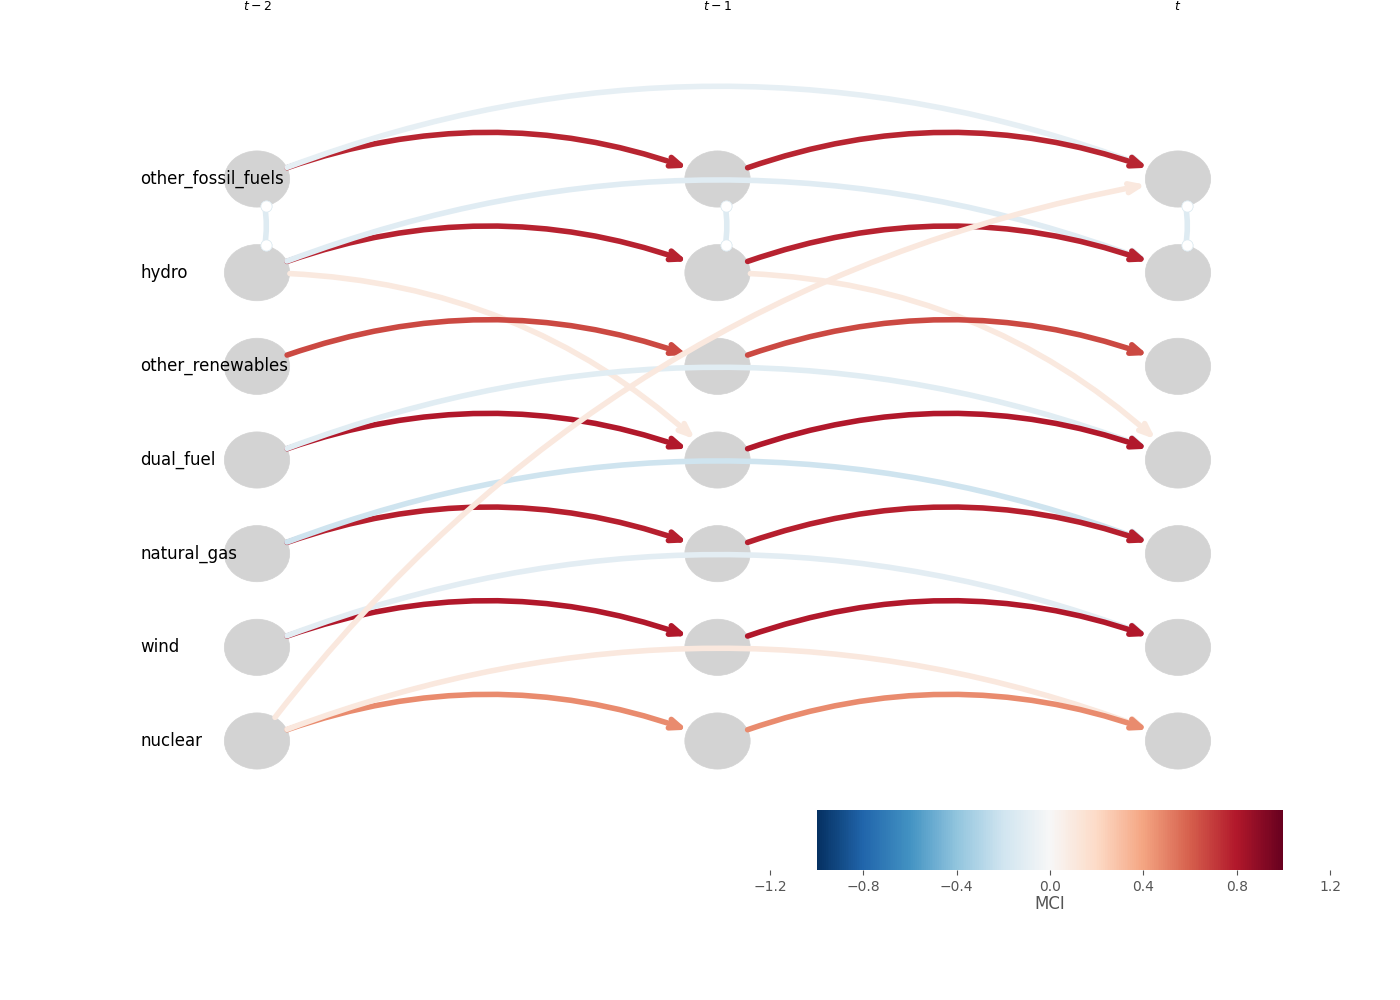 t − 2 t − 1 t
other_fossil_fuels
hydro
other_renewables
dual_fuel
natural_gas
wind
nuclear
−1.2 −0.8 −0.4 0.0 0.4 0.8 1.2
MCI